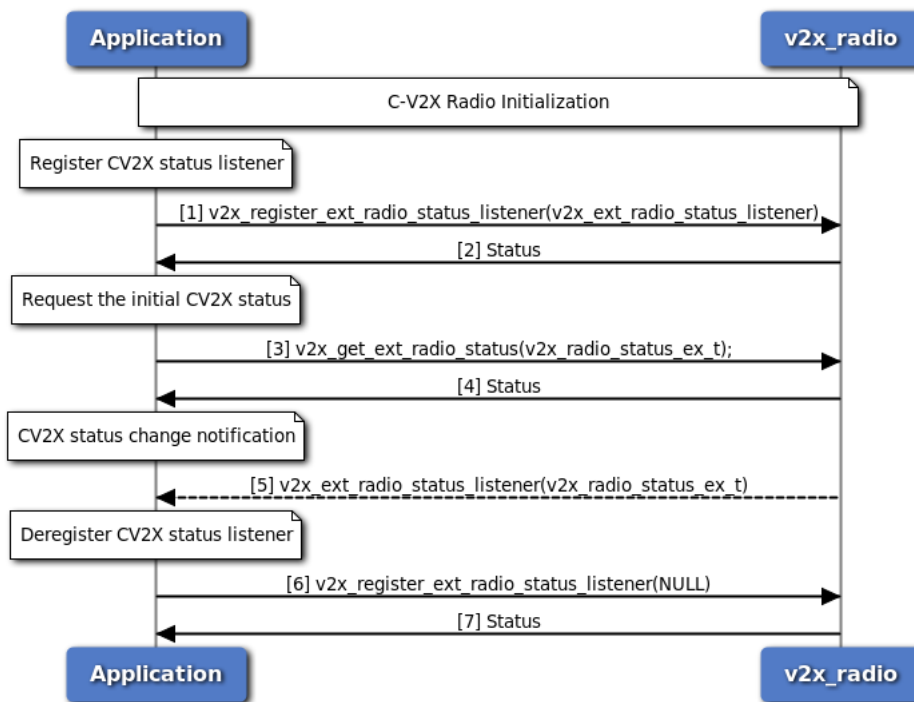 Application
v2x_radio
C-V2X Radio Initialization
Register CV2X status listener
[1] v2x_register_ext_radio_status_listener(v2x_ext_radio_status_listener)
[2] Status
Request the initial CV2X status
[3] v2x_get_ext_radio_status(v2x_radio_status_ex_t);
[4] Status
CV2X status change notification
[5] v2x_ext_radio_status_listener(v2x_radio_status_ex_t)
Deregister CV2X status listener
[6] v2x_register_ext_radio_status_listener(NULL)
[7] Status
Application
v2x_radio